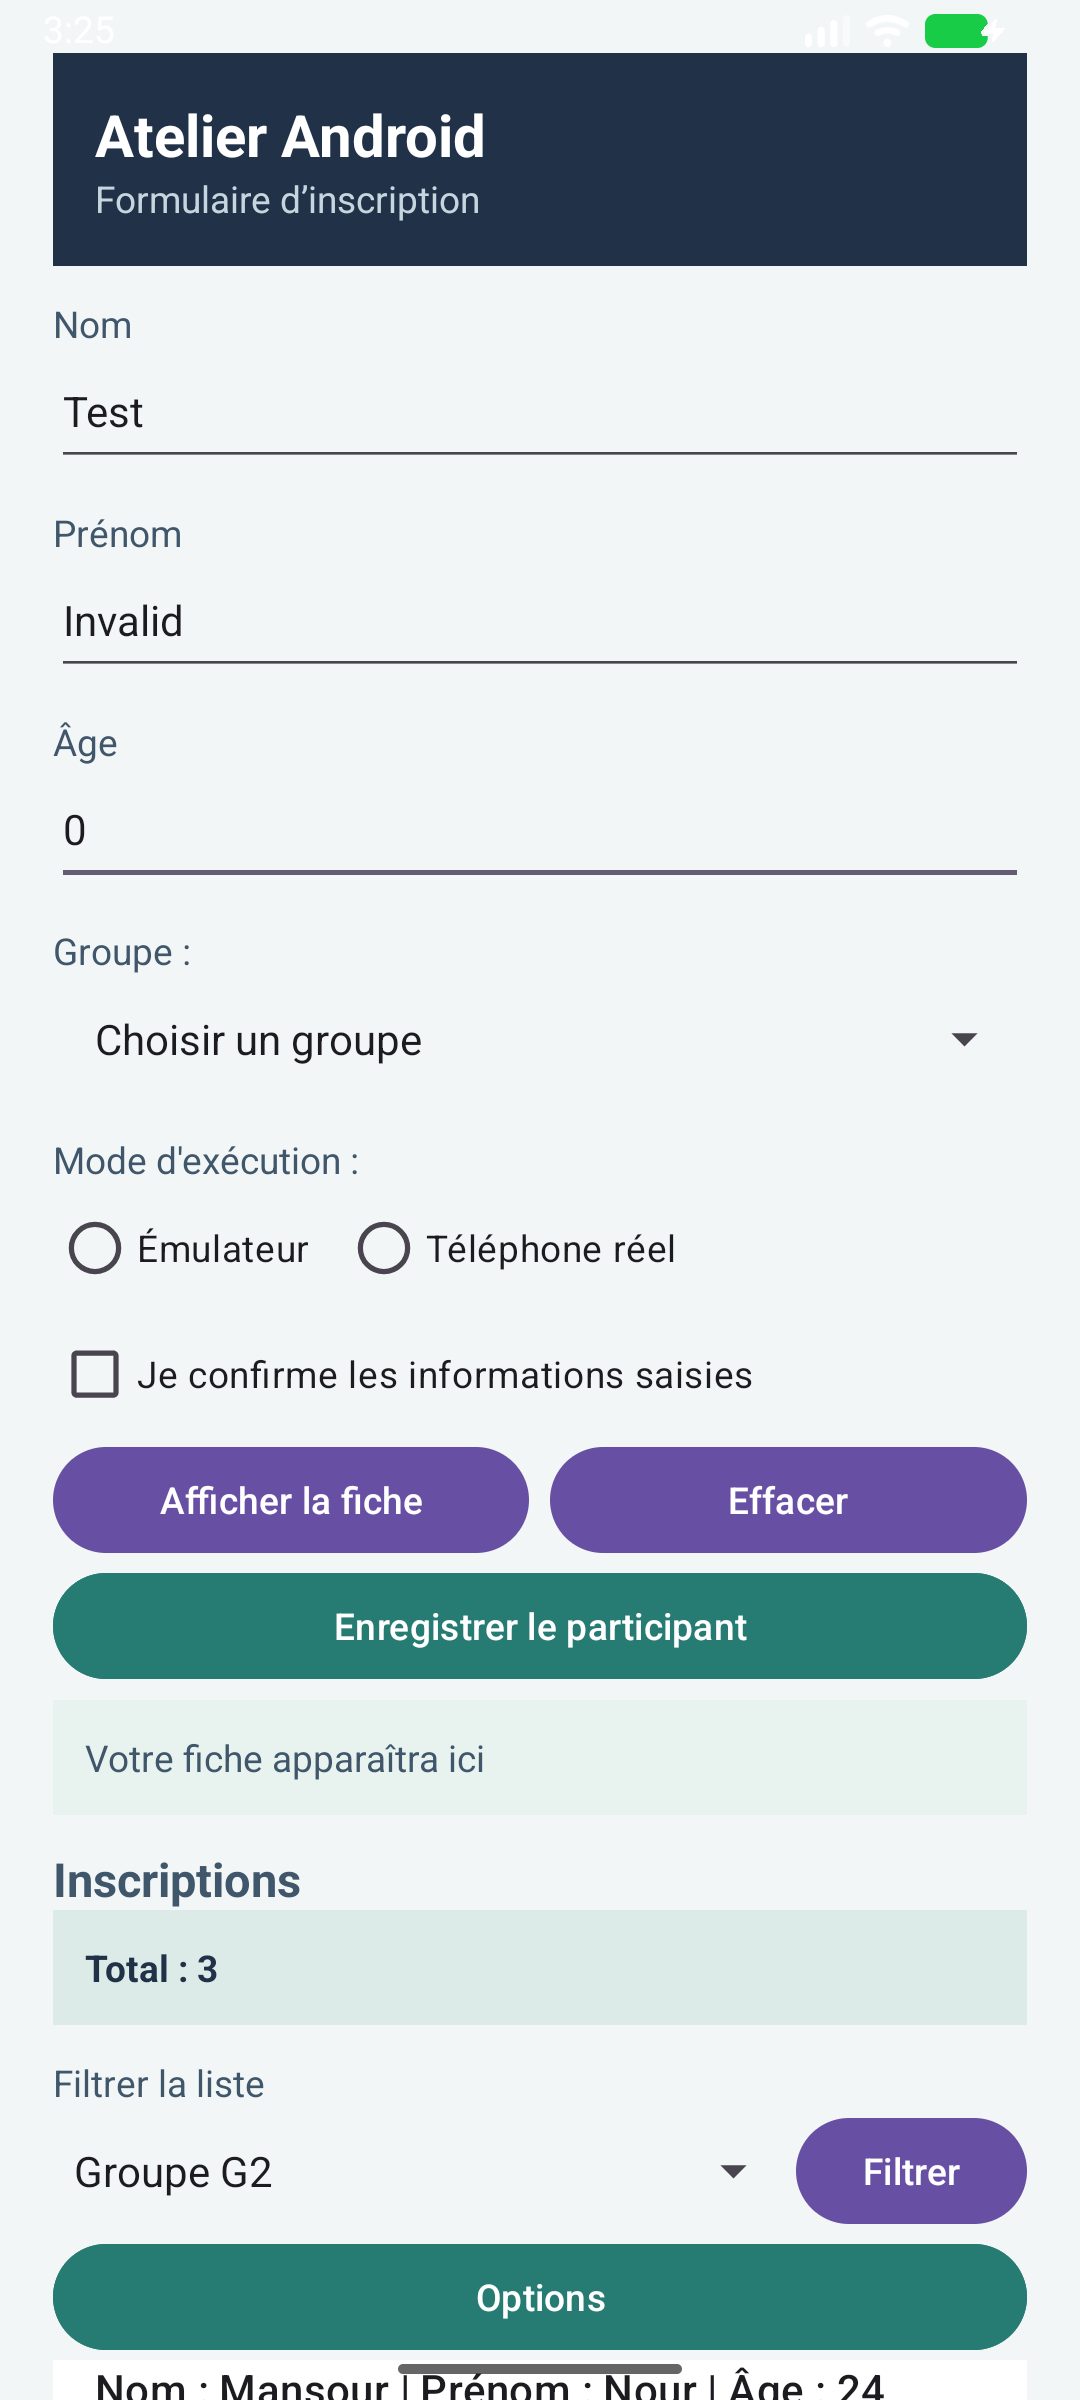 3:25
Atelier Android
Formulaire d’inscription
Nom
Test
Prénom
Invalid
Âge
0
Groupe :
Choisir un groupe
Mode d'exécution :
Émulateur Téléphone réel
Je confirme les informations saisies
Afficher la fiche Effacer
Enregistrer le participant
Votre fiche apparaîtra ici
Inscriptions
Total : 3
Filtrer la liste
Groupe G2 Filtrer
Options
Nom : Mansour | Prénom : Nour | Âge : 24